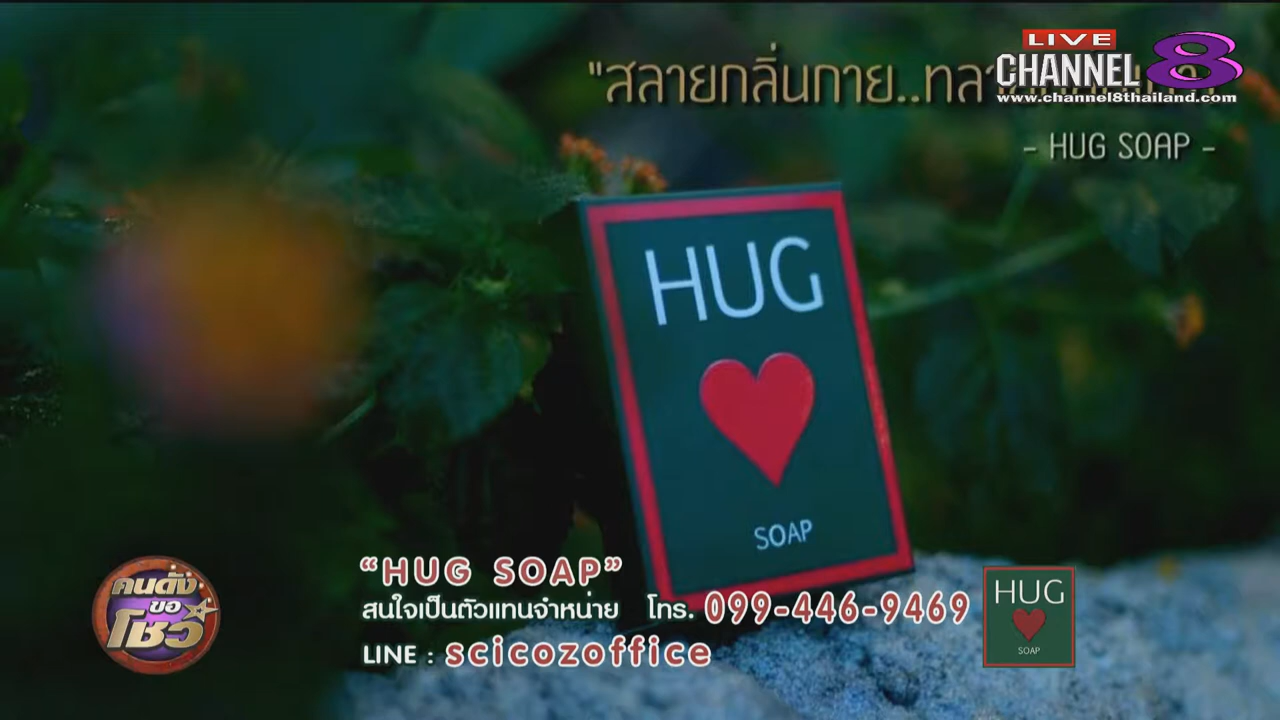 LIVE
CHANNEL 8
www.channel8thailand.com
"สลายกลิ่นกาย..
- HUG SOAP -
HUG
SOAP
“HUG SOAP”
สนใจเป็นตัวแทนจำหน่าย โทร. 099-446-9469
LINE : scicozoffice
คนดังขอโชว์
HUG
SOAP